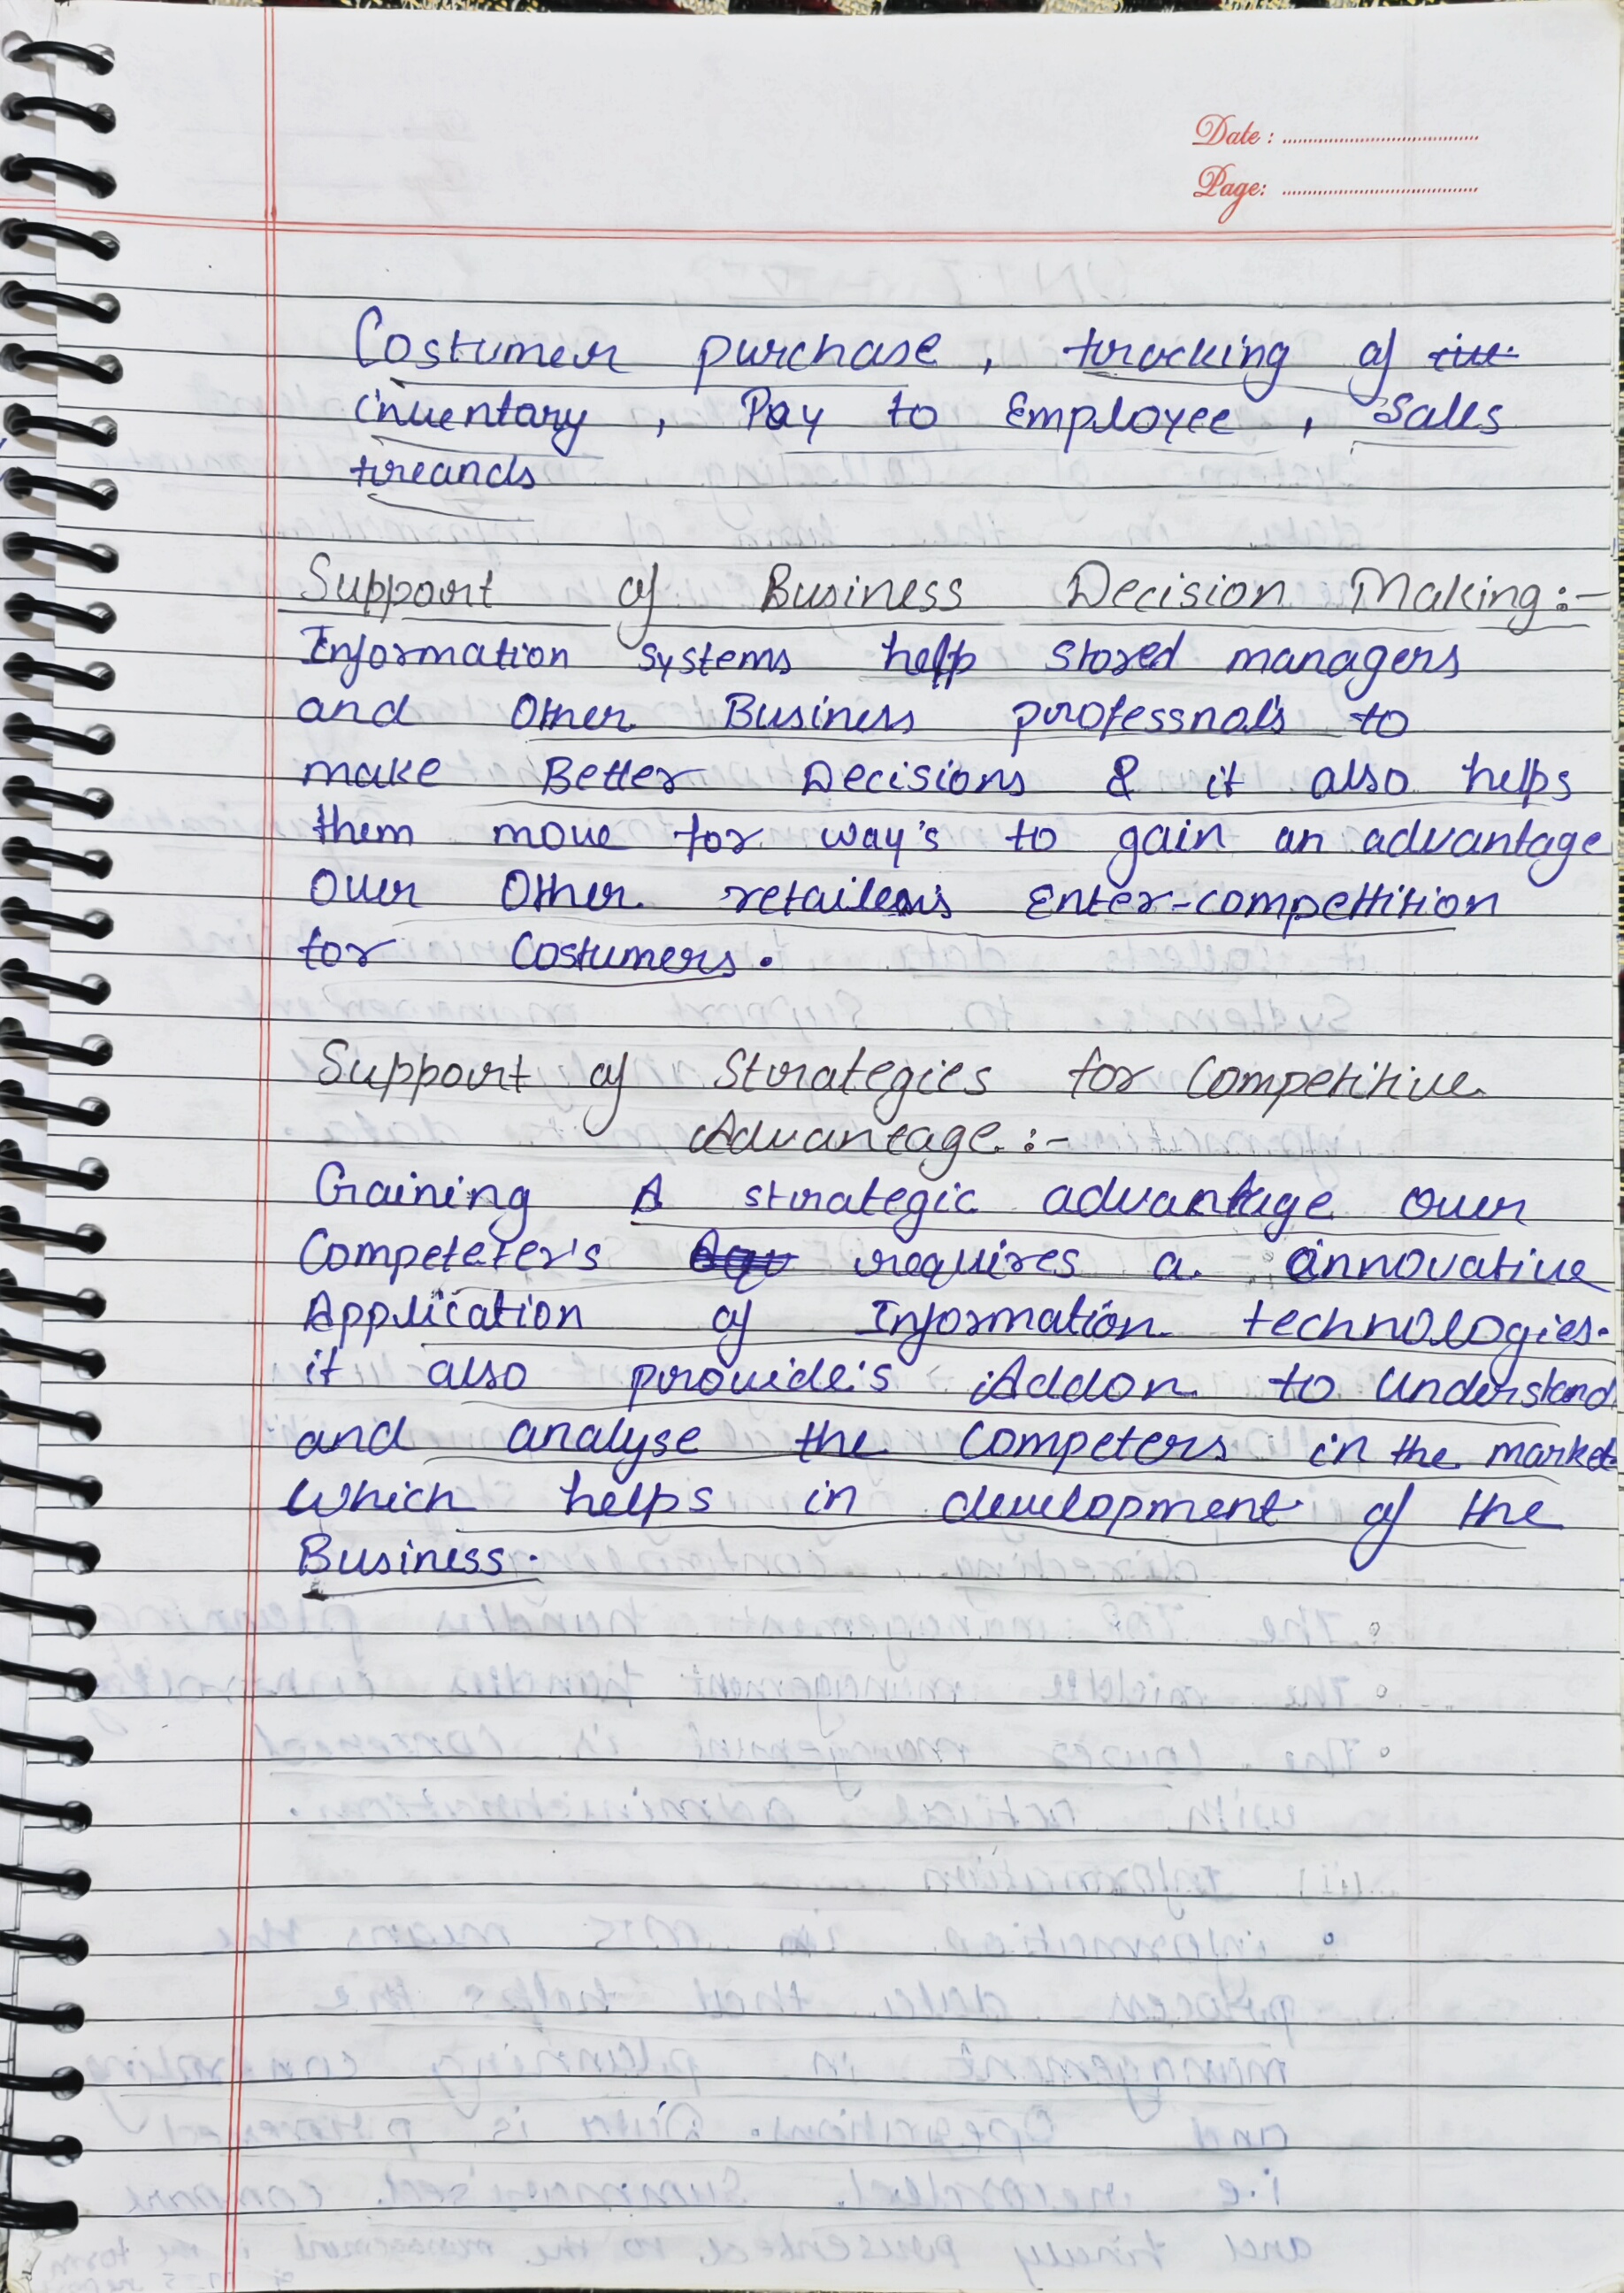 Date :
Page:
Costumer purchase, tracking of
inventary, Pay to Employee, Sales
treands
Support of Business Decision Making:-
Information systems help stored managers
and Other Business professnal's to
make Better Decisions & it also helps
them move for way's to gain an advantage
over Other retailer's Enter-compettition
for Costumers.
Support of Strategies for Competitive
Advantage :-
Gaining A strategic advantage over
Competeter's requires a innovative
Application of Information technologies.
it also provide's Addon to Understand
and analyse the Competers in the market
which helps in development of the
Business.